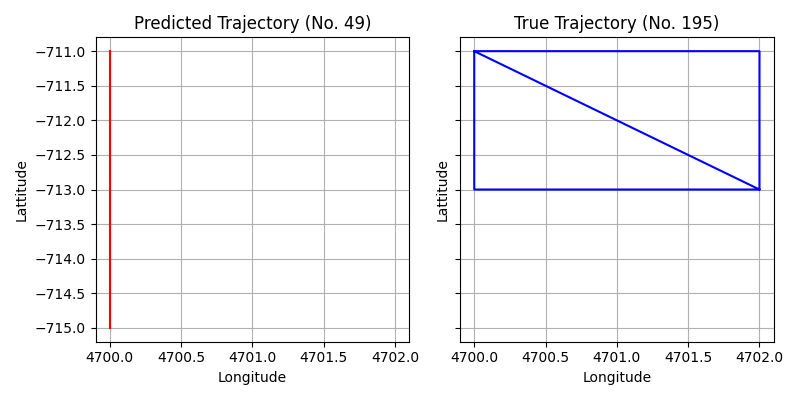 Predicted Trajectory (No. 49)
True Trajectory (No. 195)
−711.0
−711.5
−712.0
−712.5
−713.0
−713.5
−714.0
−714.5
−715.0
Lattitude
Lattitude
4700.0 4700.5 4701.0 4701.5 4702.0
4700.0 4700.5 4701.0 4701.5 4702.0
Longitude
Longitude